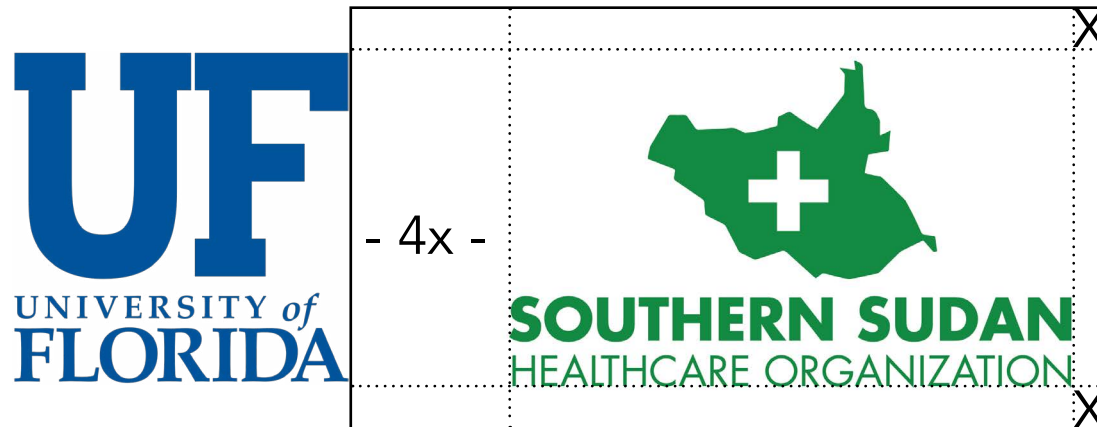 UF
UNIVERSITY of
FLORIDA
- 4x -
X
SOUTHERN SUDAN
HEALTHCARE ORGANIZATION
X